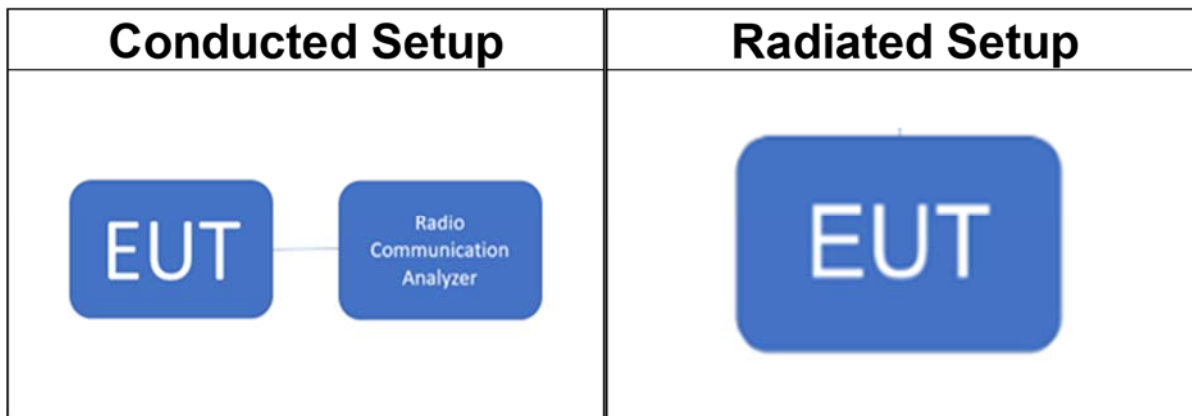 Conducted Setup
Radiated Setup
EUT
Radio
Communication
Analyzer
EUT